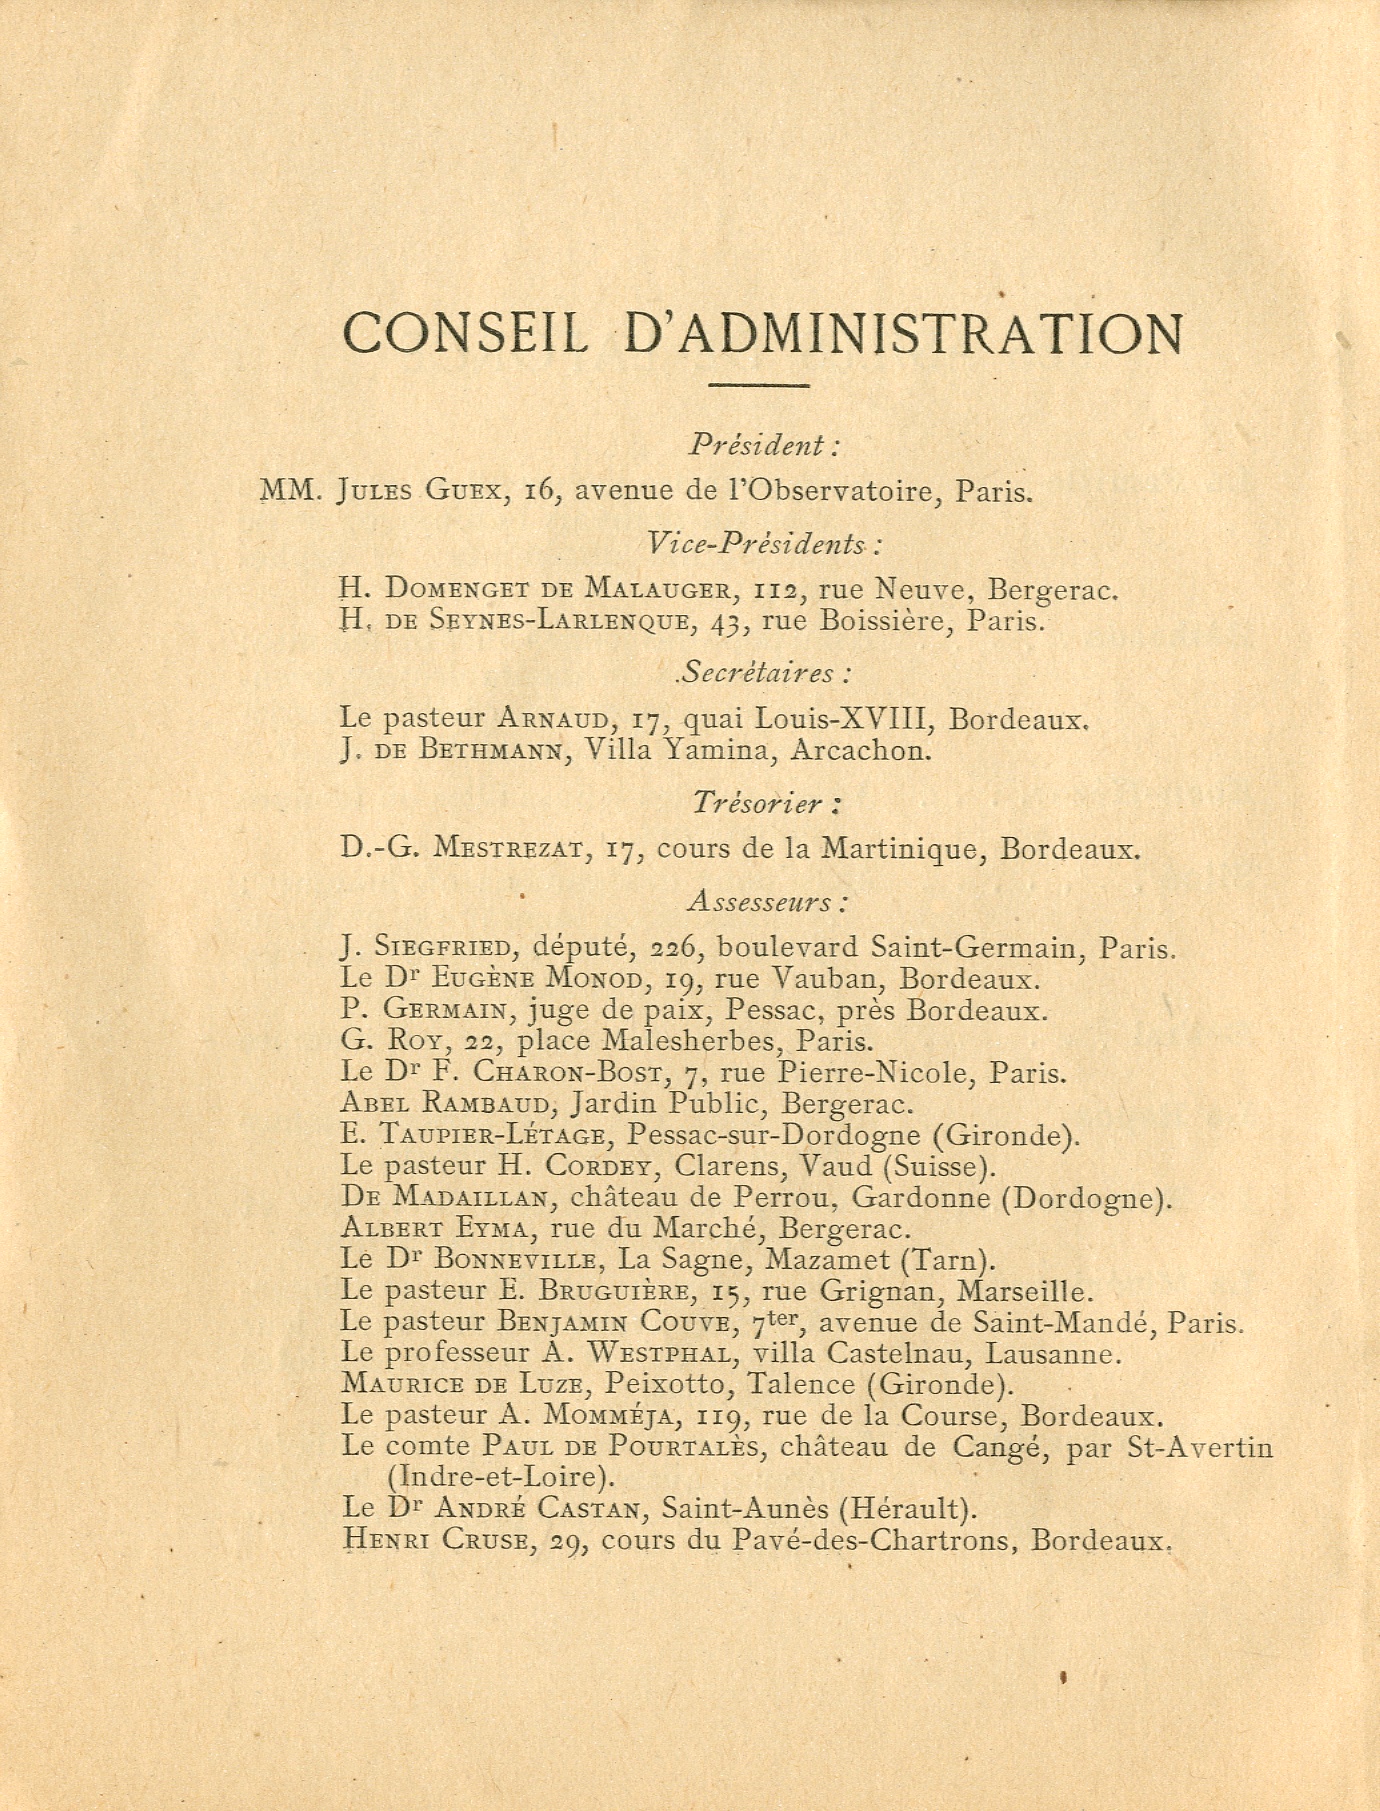 CONSEIL D'ADMINISTRATION
Président :
MM. JULES GUEX, 16, avenue de l'Observatoire, Paris.
Vice-Présidents :
H. DOMENGET DE MALAUGER, 112, rue Neuve, Bergerac.
H. DE SEYNES-LARLENQUE, 43, rue Boissière, Paris.
Secrétaires :
Le pasteur ARNAUD, 17, quai Louis-XVIII, Bordeaux.
J. DE BETHMANN, Villa Yamina, Arcachon.
Trésorier :
D.-G. MESTREZAT, 17, cours de la Martinique, Bordeaux.
Assesseurs :
J. SIEGFRIED, député, 226, boulevard Saint-Germain, Paris.
Le Dr EUGÈNE MONOD, 19, rue Vauban, Bordeaux.
P. GERMAIN, juge de paix, Pessac, près Bordeaux.
G. ROY, 22, place Malesherbes, Paris.
Le Dr F. CHARON-BOST, 7, rue Pierre-Nicole, Paris.
ABEL RAMBAUD, Jardin Public, Bergerac.
E. TAUPIER-LÉTAGE, Pessac-sur-Dordogne (Gironde).
Le pasteur H. CORDEY, Clarens, Vaud (Suisse).
DE MADAILLAN, château de Perrou, Gardonne (Dordogne).
ALBERT EYMA, rue du Marché, Bergerac.
Le Dr BONNEVILLE, La Sagne, Mazamet (Tarn).
Le pasteur E. BRUGUIÈRE, 15, rue Grignan, Marseille.
Le pasteur BENJAMIN COUVE, 7ter, avenue de Saint-Mandé, Paris.
Le professeur A. WESTPHAL, villa Castelnau, Lausanne.
MAURICE DE LUZE, Peixotto, Talence (Gironde).
Le pasteur A. MOMMÉJA, 119, rue de la Course, Bordeaux.
Le comte PAUL DE POURTALÈS, château de Cangé, par St-Avertin
(Indre-et-Loire).
Le Dr ANDRÉ CASTAN, Saint-Aunès (Hérault).
HENRI CRUSE, 29, cours du Pavé-des-Chartrons, Bordeaux.